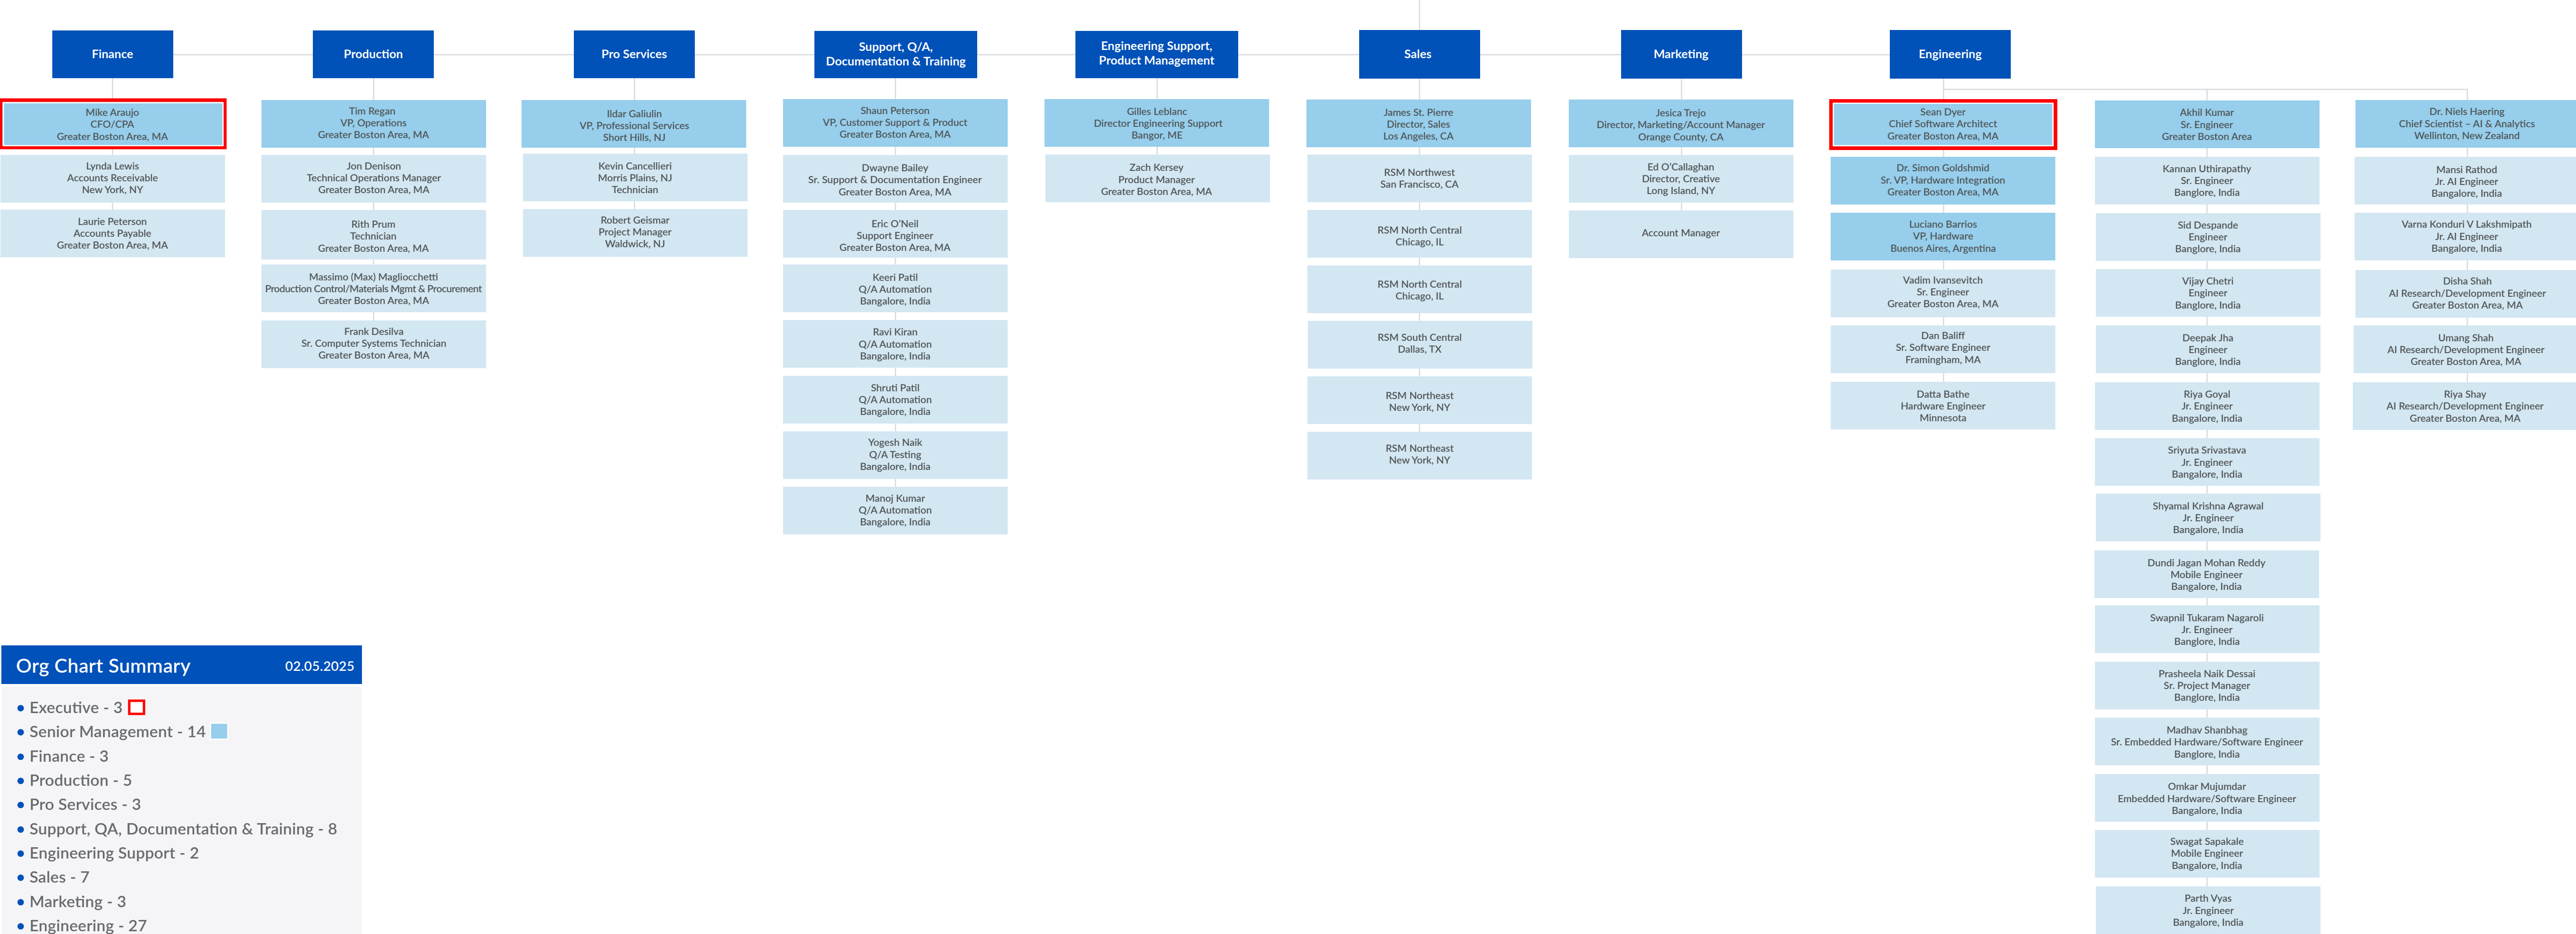 Finance
Mike Araujo
CFO/CPA
Greater Boston Area, MA
Lynda Lewis
Accounts Receivable
New York, NY
Laurie Peterson
Accounts Payable
Greater Boston Area, MA
Production
Tim Regan
VP, Operations
Greater Boston Area, MA
Jon Denison
Technical Operations Manager
Greater Boston Area, MA
Rith Prum
Technician
Greater Boston Area, MA
Massimo (Max) Magliocchetti
Production Control/Materials Mgmt & Procurement
Greater Boston Area, MA
Frank Desilva
Sr. Computer Systems Technician
Greater Boston Area, MA
Pro Services
Ildar Galiulin
VP, Professional Services
Short Hills, NJ
Kevin Cancellieri
Morris Plains, NJ
Technician
Robert Geismar
Project Manager
Waldwick, NJ
Support, Q/A,
Documentation & Training
Shaun Peterson
VP, Customer Support & Product
Greater Boston Area, MA
Dwayne Bailey
Sr. Support & Documentation Engineer
Greater Boston Area, MA
Eric O'Neil
Support Engineer
Greater Boston Area, MA
Keeri Patil
Q/A Automation
Bangalore, India
Ravi Kiran
Q/A Automation
Bangalore, India
Shruti Patil
Q/A Automation
Bangalore, India
Yogesh Naik
Q/A Testing
Bangalore, India
Manoj Kumar
Q/A Automation
Bangalore, India
Engineering Support,
Product Management
Gilles Leblanc
Director Engineering Support
Bangor, ME
Zach Kersey
Product Manager
Greater Boston Area, MA
Sales
James St. Pierre
Director, Sales
Los Angeles, CA
RSM Northwest
San Francisco, CA
RSM North Central
Chicago, IL
RSM North Central
Chicago, IL
RSM South Central
Dallas, TX
RSM Northeast
New York, NY
RSM Northeast
New York, NY
Marketing
Jesica Trejo
Director, Marketing/Account Manager
Orange County, CA
Ed O'Callaghan
Director, Creative
Long Island, NY
Account Manager
Engineering
Sean Dyer
Chief Software Architect
Greater Boston Area, MA
Dr. Simon Goldshmid
Sr. VP, Hardware Integration
Greater Boston Area, MA
Luciano Barrios
VP, Hardware
Buenos Aires, Argentina
Vadim Ivansevitch
Sr. Engineer
Greater Boston Area, MA
Dan Baliff
Sr. Software Engineer
Framingham, MA
Datta Bathe
Hardware Engineer
Minnesota
Akhil Kumar
Sr. Engineer
Greater Boston Area
Kannan Uthirapathy
Sr. Engineer
Banglore, India
Sid Despande
Engineer
Banglore, India
Vijay Chetri
Engineer
Banglore, India
Deepak Jha
Engineer
Banglore, India
Riya Goyal
Jr. Engineer
Bangalore, India
Sriyuta Srivastava
Jr. Engineer
Bangalore, India
Shyamal Krishna Agrawal
Jr. Engineer
Bangalore, India
Dundi Jagan Mohan Reddy
Mobile Engineer
Bangalore, India
Swapnil Tukaram Nagaroli
Jr. Engineer
Banglore, India
Prasheela Naik Dessai
Sr. Project Manager
Banglore, India
Madhav Shanbhag
Sr. Embedded Hardware/Software Engineer
Banglore, India
Omkar Mujumdar
Embedded Hardware/Software Engineer
Bangalore, India
Swagat Sapakale
Mobile Engineer
Bangalore, India
Parth Vyas
Jr. Engineer
Bangalore, India
Dr. Niels Haering
Chief Scientist – AI & Analytics
Wellinton, New Zealand
Mansi Rathod
Jr. AI Engineer
Bangalore, India
Varna Konduri V Lakshmipath
Jr. AI Engineer
Bangalore, India
Disha Shah
AI Research/Development Engineer
Greater Boston Area, MA
Umang Shah
AI Research/Development Engineer
Greater Boston Area, MA
Riya Shay
AI Research/Development Engineer
Greater Boston Area, MA
Org Chart Summary 02.05.2025
• Executive - 3
• Senior Management - 14
• Finance - 3
• Production - 5
• Pro Services - 3
• Support, QA, Documentation & Training - 8
• Engineering Support - 2
• Sales - 7
• Marketing - 3
• Engineering - 27